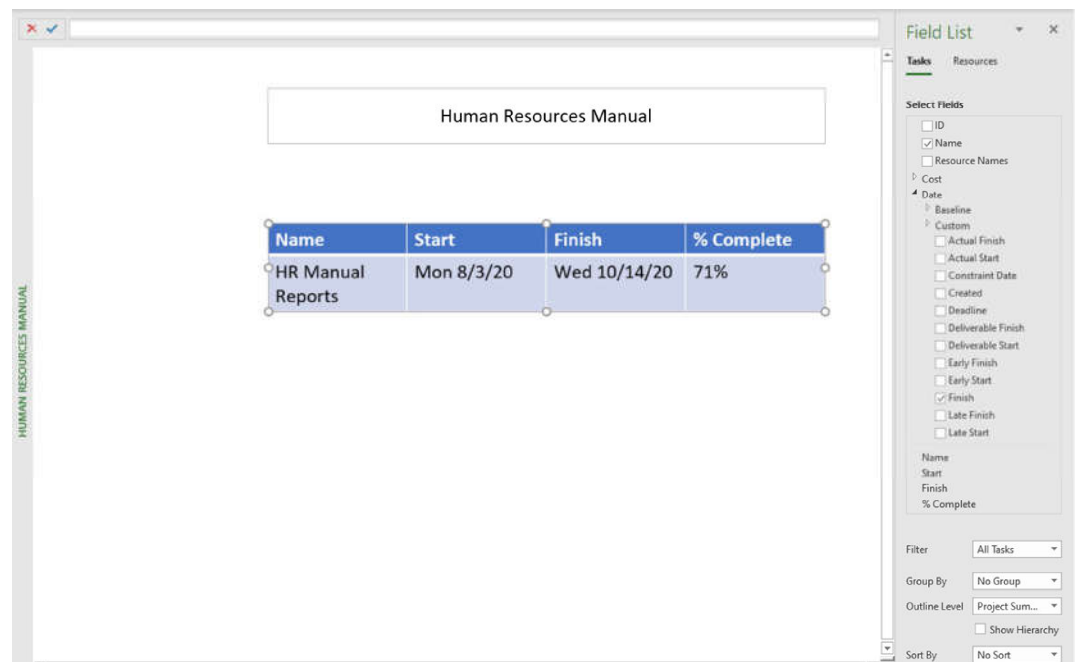 Human Resources Manual
Name Start Finish % Complete
HR Manual Mon 8/3/20 Wed 10/14/20 71%
Reports
HUMAN RESOURCES MANUAL
Field List
Tasks Resources
Select Fields
ID
Name
Resource Names
Cost
Date
Baseline
Custom
Actual Finish
Actual Start
Constraint Date
Created
Deadline
Deliverable Finish
Deliverable Start
Early Finish
Early Start
Finish
Late Finish
Late Start
Name
Start
Finish
% Complete
Filter All Tasks
Group By No Group
Outline Level Project Sum...
Show Hierarchy
Sort By No Sort